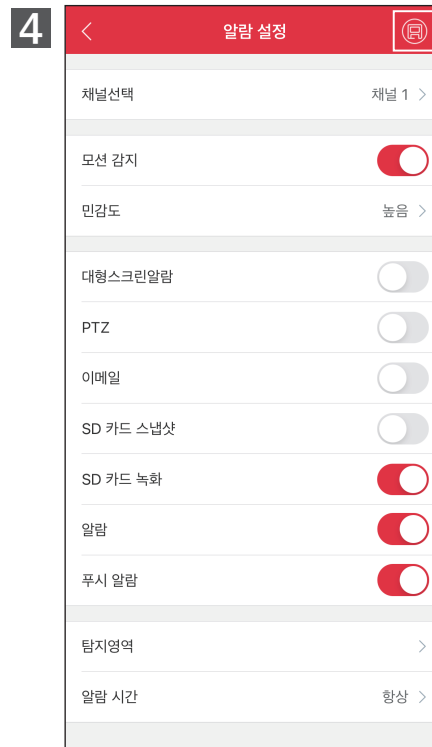 4
알람 설정
채널선택 채널 1
모션 감지
민감도 높음
대형스크린알람
PTZ
이메일
SD 카드 스냅샷
SD 카드 녹화
알람
푸시 알람
탐지영역
알람 시간 항상